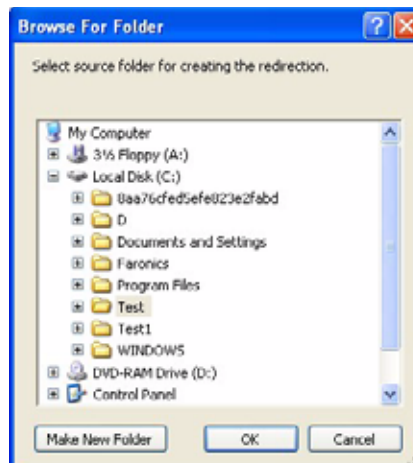 Browse For Folder
Select source folder for creating the redirection.
My Computer
3½ Floppy (A:)
Local Disk (C:)
8aa76cfed5efe823e2fabd
D
Documents and Settings
Faronics
Program Files
Test
Test1
WINDOWS
DVD-RAM Drive (D:)
Control Panel
Make New Folder OK Cancel